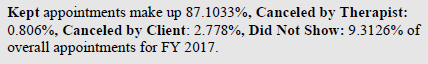 Kept appointments make up 87.1033%, Canceled by Therapist:
0.806%, Canceled by Client: 2.778%, Did Not Show: 9.3126% of
overall appointments for FY 2017.